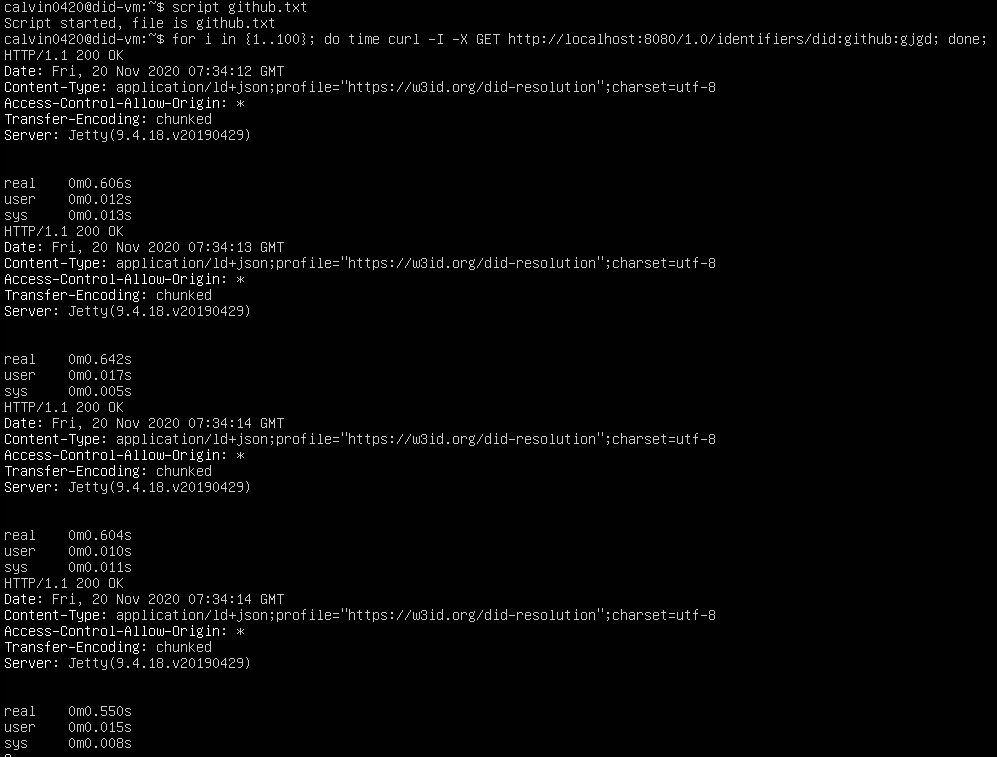 calvin0420@did-vm:~$ script github.txt
Script started, file is github.txt
calvin0420@did-vm:~$ for i in {1..100}; do time curl -I -X GET http://localhost:8080/1.0/identifiers/did:github:gjgd; done;
HTTP/1.1 200 OK
Date: Fri, 20 Nov 2020 07:34:12 GMT
Content-Type: application/ld+json;profile="https://w3id.org/did-resolution";charset=utf-8
Access-Control-Allow-Origin: *
Transfer-Encoding: chunked
Server: Jetty(9.4.18.v20190429)
real 0m0.606s
user 0m0.012s
sys 0m0.013s
HTTP/1.1 200 OK
Date: Fri, 20 Nov 2020 07:34:13 GMT
Content-Type: application/ld+json;profile="https://w3id.org/did-resolution";charset=utf-8
Access-Control-Allow-Origin: *
Transfer-Encoding: chunked
Server: Jetty(9.4.18.v20190429)
real 0m0.642s
user 0m0.017s
sys 0m0.005s
HTTP/1.1 200 OK
Date: Fri, 20 Nov 2020 07:34:14 GMT
Content-Type: application/ld+json;profile="https://w3id.org/did-resolution";charset=utf-8
Access-Control-Allow-Origin: *
Transfer-Encoding: chunked
Server: Jetty(9.4.18.v20190429)
real 0m0.604s
user 0m0.010s
sys 0m0.011s
HTTP/1.1 200 OK
Date: Fri, 20 Nov 2020 07:34:14 GMT
Content-Type: application/ld+json;profile="https://w3id.org/did-resolution";charset=utf-8
Access-Control-Allow-Origin: *
Transfer-Encoding: chunked
Server: Jetty(9.4.18.v20190429)
real 0m0.550s
user 0m0.015s
sys 0m0.008s